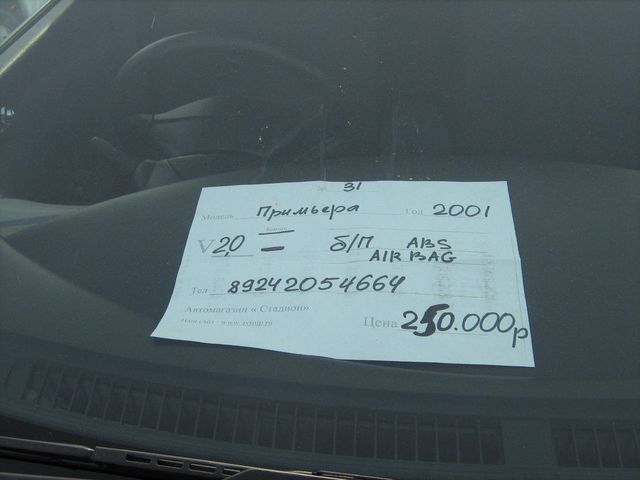 31
Модель Примьера Год 2001
V 2,0 — б/П ABS
AIR BAG
Тел 89242054664
Автомагазин « Стадион»
Цена 250.000р